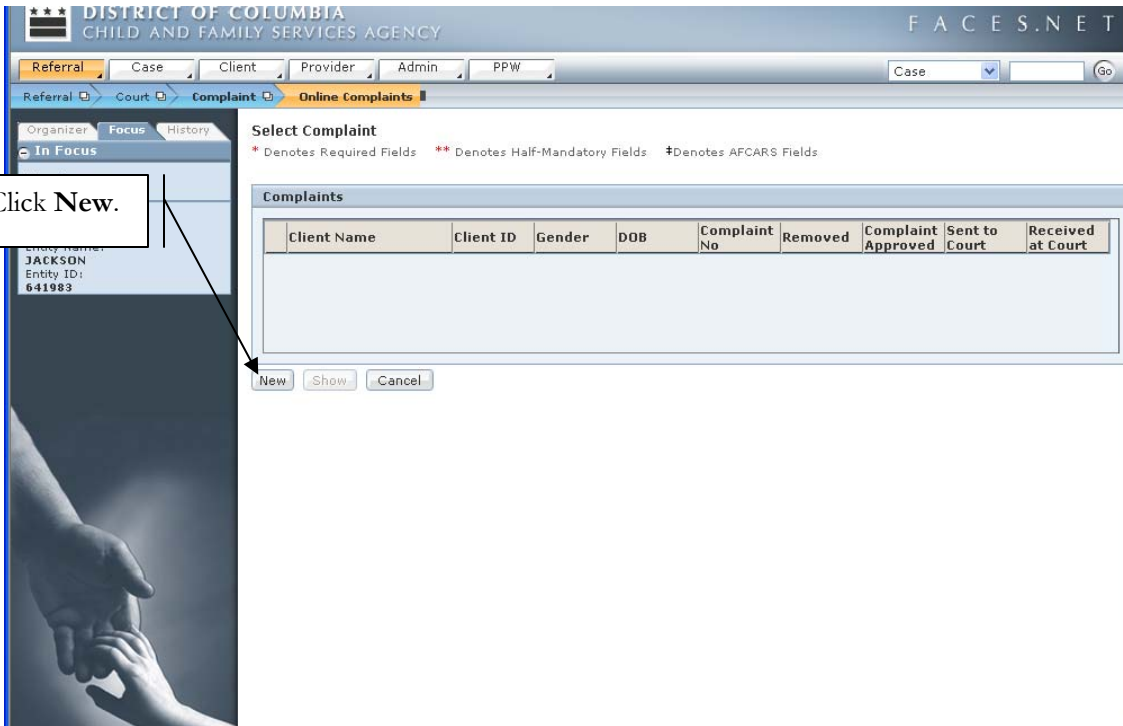 DISTRICT OF COLUMBIA
CHILD AND FAMILY SERVICES AGENCY
FACES.NET
Referral Case Client Provider Admin PPW
Case Go
Referral Court Complaint Online Complaints
Organizer Focus History
In Focus
Select Complaint
* Denotes Required Fields ** Denotes Half-Mandatory Fields ‡Denotes AFCARS Fields
Click New.
Entity Name:
JACKSON
Entity ID:
641983
Complaints
Client Name Client ID Gender DOB Complaint No Removed Complaint Approved Sent to Court Received at Court
New Show Cancel